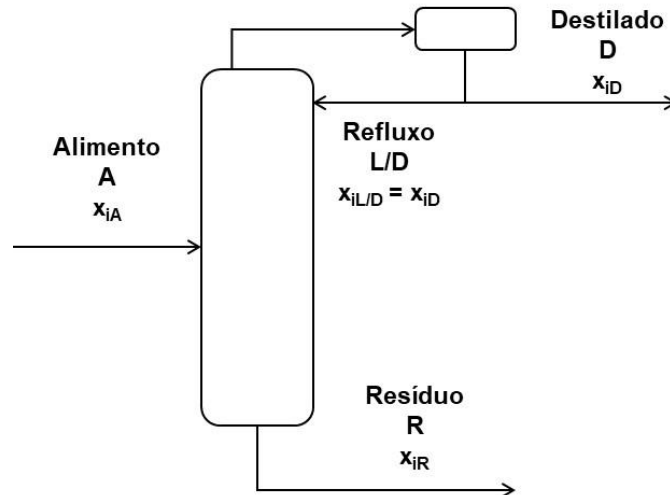 Destilado
D
x_iD
Alimento
A
x_iA
Refluxo
L/D
x_iL/D = x_iD
Resíduo
R
x_iR